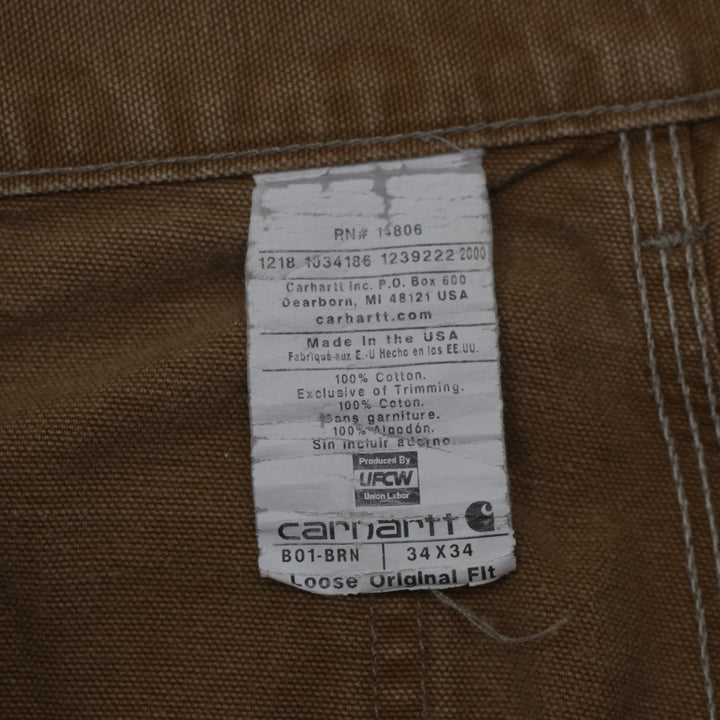 RN# 14806
1218 1034186 1239222 2000
Carhartt Inc. P.O. Box 600
Dearborn, MI 48121 USA
carhartt.com
Made in the USA
Fabriqué aux E.-U Hecho en los EE.UU.
100% Cotton.
Exclusive of Trimming.
100% Coton.
Sans garniture.
100% Algodón.
Sin incluir adorno.
Produced By
UFCW
Union Labor
carhartt
B01-BRN 34 X 34
Loose Original Fit